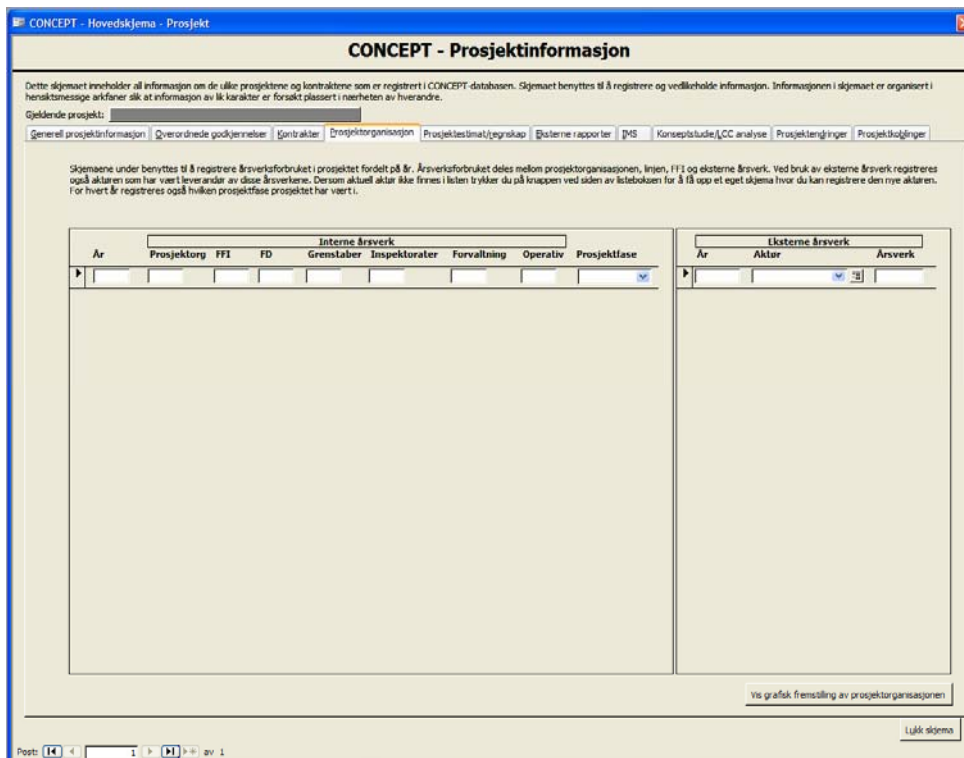 CONCEPT - Hovedskjema - Prosjekt
CONCEPT - Prosjektinformasjon
Dette skjemaet inneholder all informasjon om de ulike prosjektene og kontraktene som er registrert i CONCEPT-databasen. Skjemaet benyttes til å registrere og vedlikeholde informasjon. Informasjonen i skjemaet er organisert i
hensiktsmessige arkfaner slik at informasjon av lik karakter er forsøkt plassert i nærheten av hverandre.
Gjeldende prosjekt:
Generell prosjektinformasjon Overordnede godkjennelser Kontrakter Prosjektorganisasjon Prosjektestimat/regnskap Eksterne rapporter IMS Konseptstudie/LCC analyse Prosjektendringer Prosjektkoblinger
Skjemaene under benyttes til å registrere årsverksforbruket i prosjektet fordelt på år. Årsverksforbruket deles mellom prosjektorganisasjonen, linjen, FFI og eksterne årsverk. Ved bruk av eksterne årsverk registreres
også aktøren som har vært leverandør av disse årsverkene. Dersom aktuell aktør ikke finnes i listen trykker du på knappen ved siden av listeboksen for å få opp et eget skjema hvor du kan registrere den nye aktøren.
For hvert år registreres også hvilken prosjektfase prosjektet har vært i.
Interne årsverk
År Prosjektorg FFI FD Grenstaber Inspektorater Forvaltning Operativ Prosjektfase
Eksterne årsverk
År Aktør Årsverk
Vis grafisk fremstilling av prosjektorganisasjonen
Lukk skjema
Post: 1 av 1